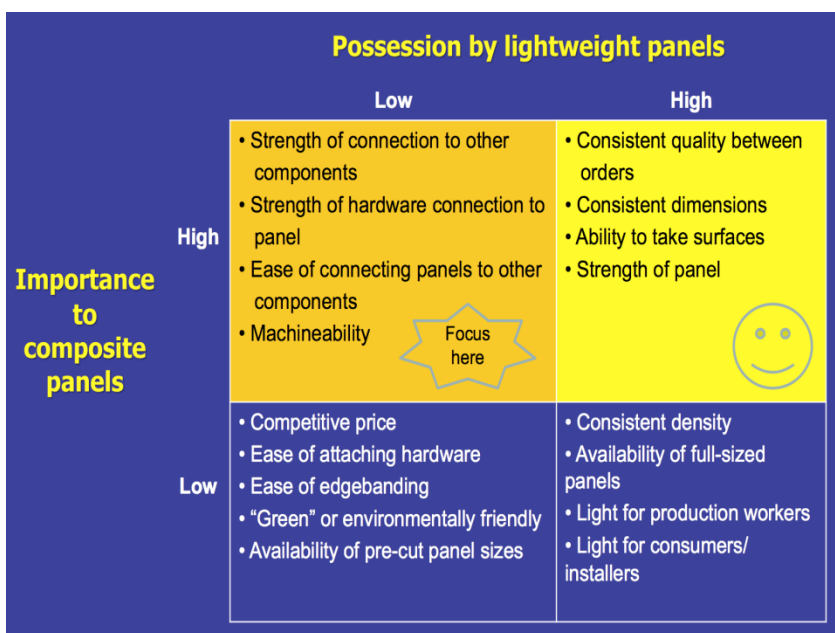 Possession by lightweight panels
Low
High
Importance
to
composite
panels
High
• Strength of connection to other
components
• Strength of hardware connection to
panel
• Ease of connecting panels to other
components
• Machineability
Focus
here
• Consistent quality between
orders
• Consistent dimensions
• Ability to take surfaces
• Strength of panel
Low
• Competitive price
• Ease of attaching hardware
• Ease of edgebanding
• “Green” or environmentally friendly
• Availability of pre-cut panel sizes
• Consistent density
• Availability of full-sized
panels
• Light for production workers
• Light for consumers/
installers